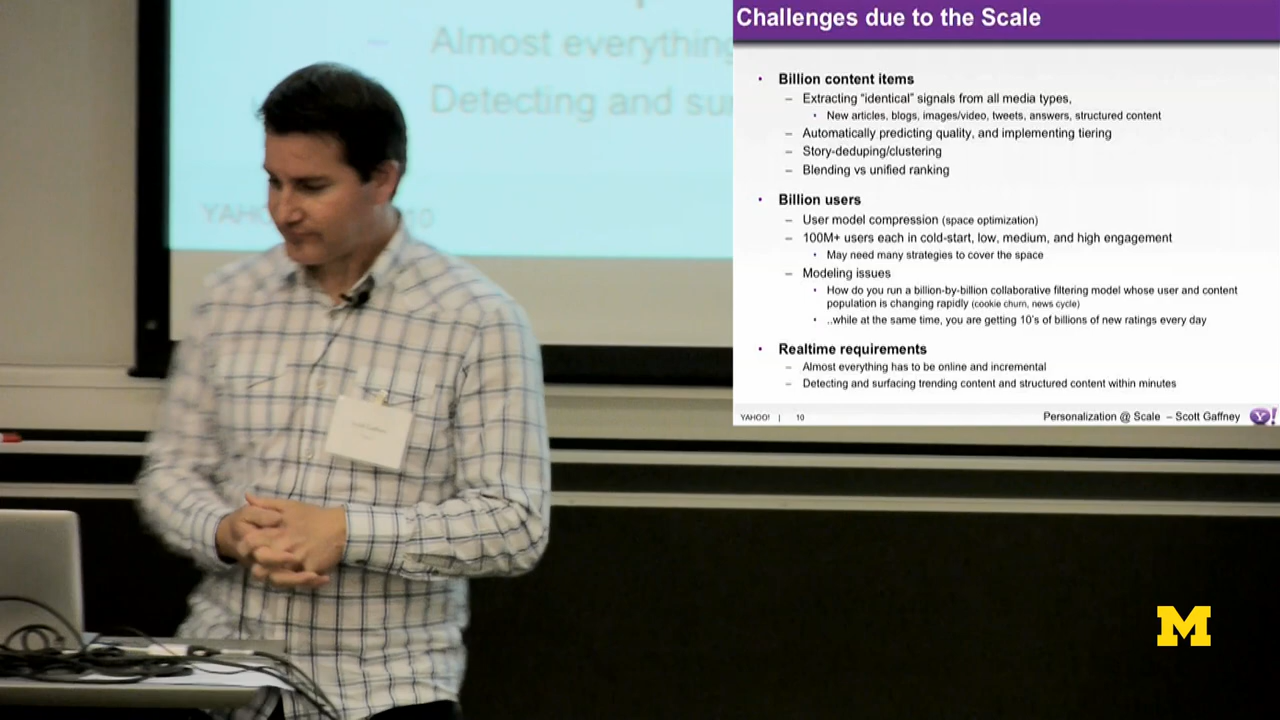 Almost everything
Detecting and sur
YAHO
10
Challenges due to the Scale
• Billion content items
– Extracting “identical” signals from all media types,
• New articles, blogs, images/video, tweets, answers, structured content
– Automatically predicting quality, and implementing tiering
– Story-deduping/clustering
– Blending vs unified ranking
• Billion users
– User model compression (space optimization)
– 100M+ users each in cold-start, low, medium, and high engagement
• May need many strategies to cover the space
– Modeling issues
• How do you run a billion-by-billion collaborative filtering model whose user and content
population is changing rapidly (cookie churn, news cycle)
• ..while at the same time, you are getting 10's of billions of new ratings every day
• Realtime requirements
– Almost everything has to be online and incremental
– Detecting and surfacing trending content and structured content within minutes
YAHOO! | 10
Personalization @ Scale – Scott Gaffney Y!
M